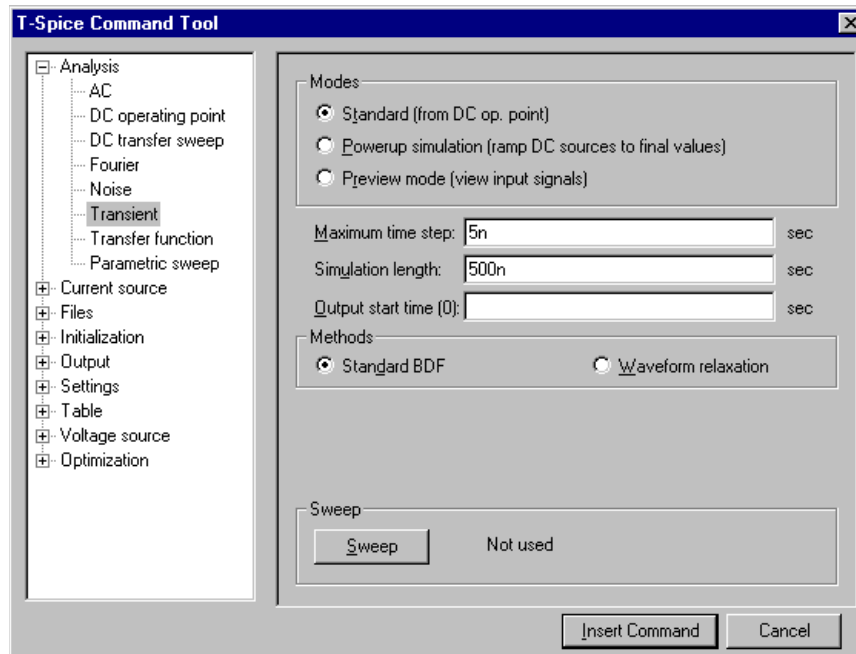 T-Spice Command Tool
Analysis
AC
DC operating point
DC transfer sweep
Fourier
Noise
Transient
Transfer function
Parametric sweep
Current source
Files
Initialization
Output
Settings
Table
Voltage source
Optimization
Modes
Standard (from DC op. point)
Powerup simulation (ramp DC sources to final values)
Preview mode (view input signals)
Maximum time step: 5n sec
Simulation length: 500n sec
Output start time (0): sec
Methods
Standard BDF Waveform relaxation
Sweep
Sweep Not used
Insert Command Cancel